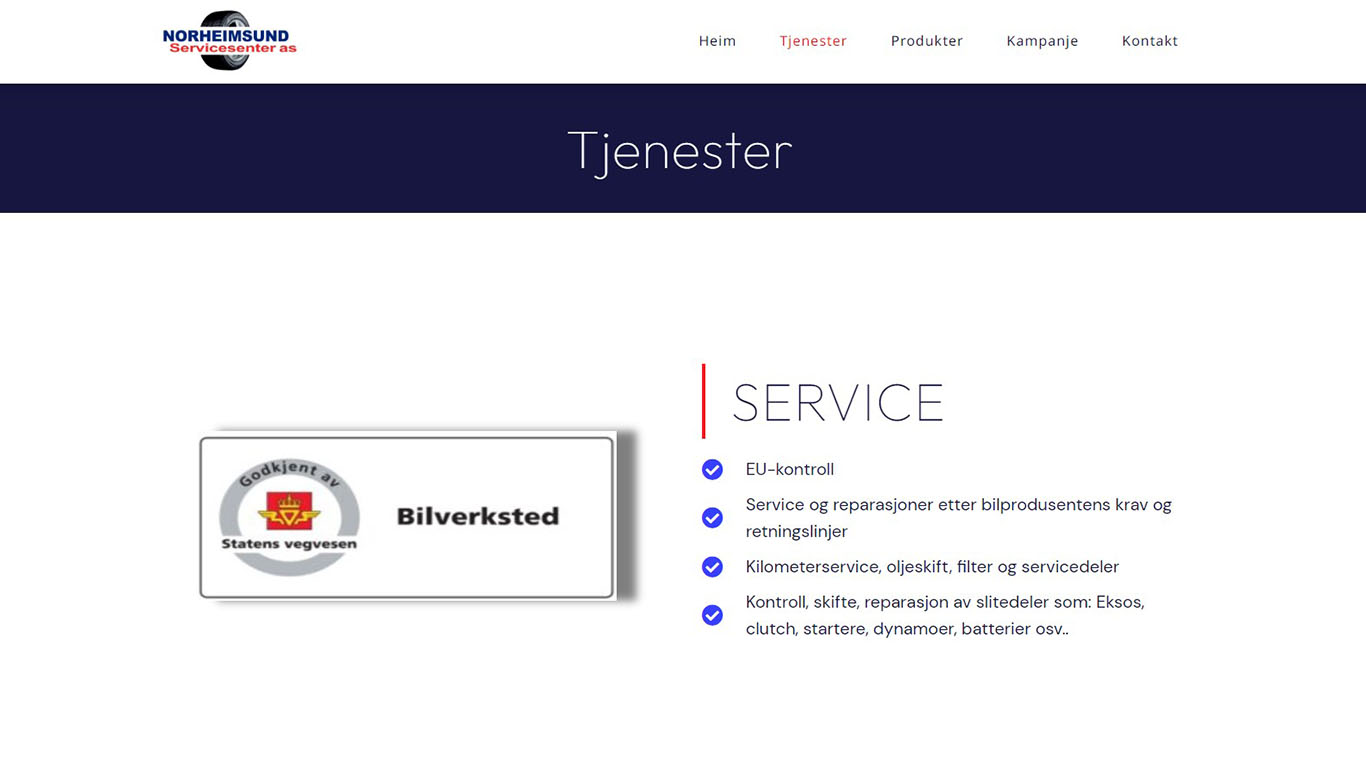 NORHEIMSUND
Servicesenter as
Heim
Tjenester
Produkter
Kampanje
Kontakt
Tjenester
Godkjent av
Statens vegvesen
Bilverksted
SERVICE
EU-kontroll
Service og reparasjoner etter bilprodusentens krav og
retningslinjer
Kilometerservice, oljeskift, filter og servicedeler
Kontroll, skifte, reparasjon av slitedeler som: Eksos,
clutch, startere, dynamoer, batterier osv..